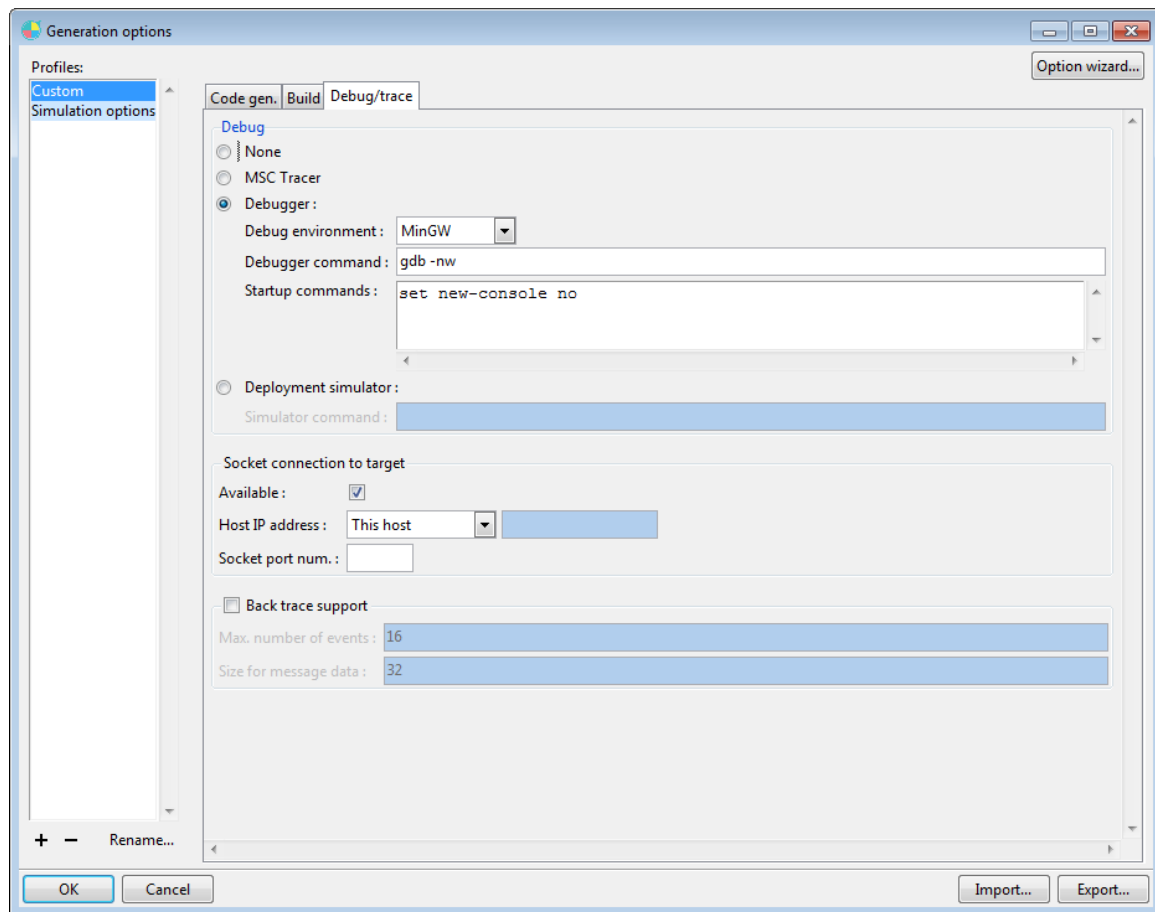 Generation options
Profiles:
Option wizard...
Custom
Simulation options
Code gen. Build Debug/trace
Debug
None
MSC Tracer
Debugger :
Debug environment : MinGW
Debugger command : gdb -nw
Startup commands : set new-console no
Deployment simulator :
Simulator command :
Socket connection to target
Available :
Host IP address : This host
Socket port num. :
Back trace support
Max. number of events : 16
Size for message data : 32
+ − Rename...
OK Cancel Import... Export...